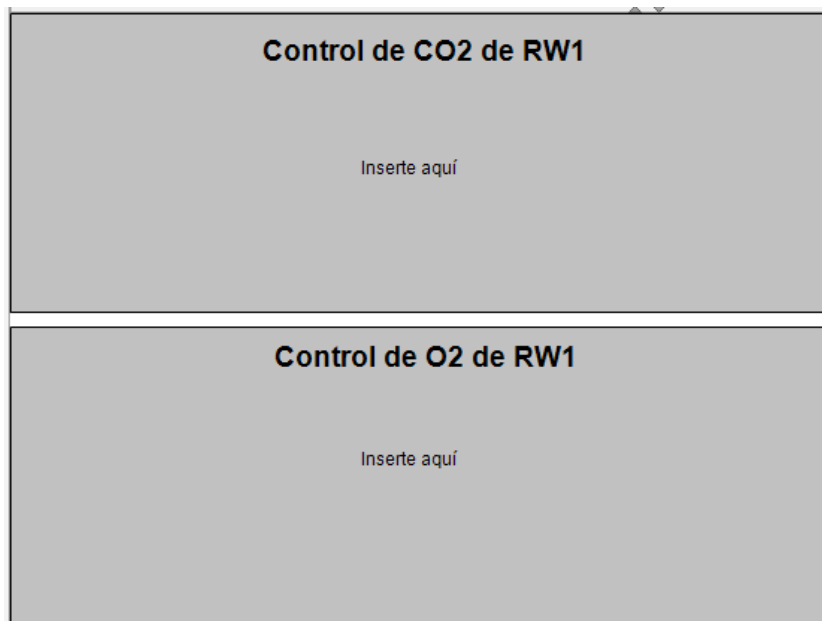 Control de CO2 de RW1
Inserte aquí
Control de O2 de RW1
Inserte aquí